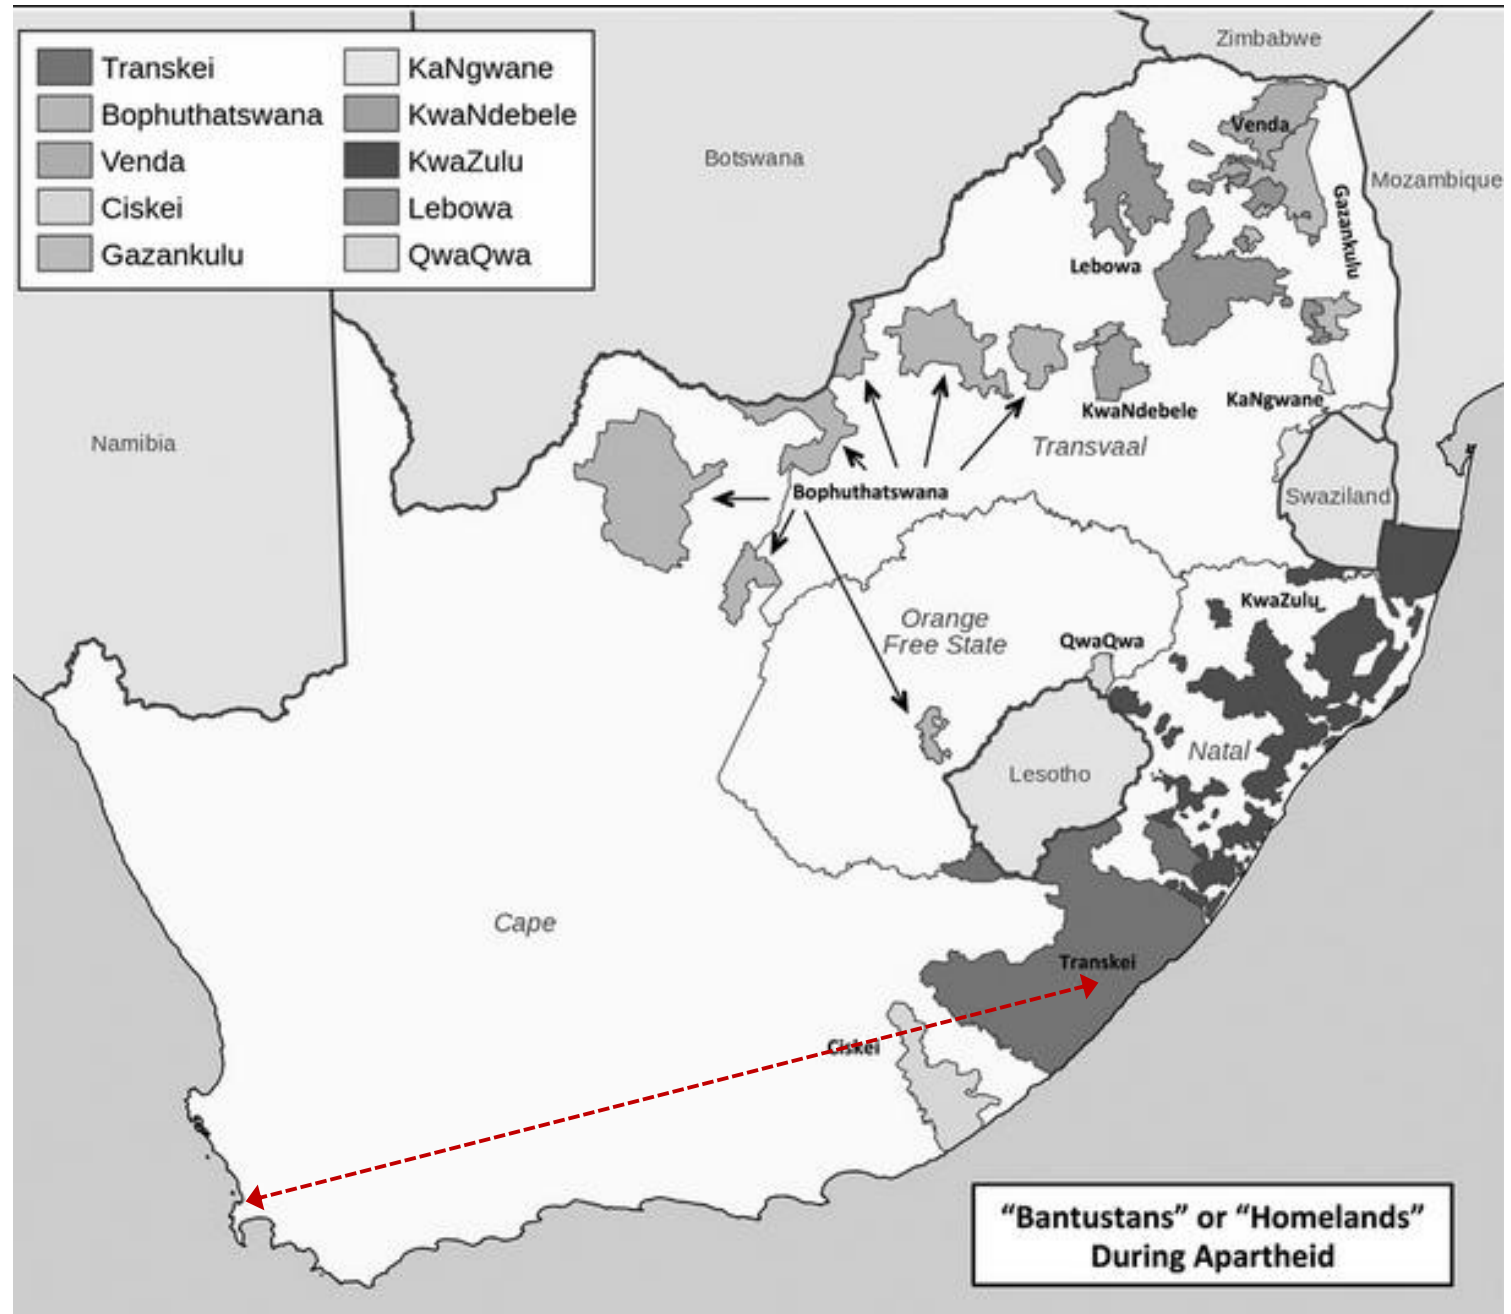 Transkei
Bophuthatswana
Venda
Ciskei
Gazankulu
KaNgwane
KwaNdebele
KwaZulu
Lebowa
QwaQwa
Zimbabwe
Botswana
Venda
Mozambique
Gazankulu
Lebowa
KwaNdebele
KaNgwane
Transvaal
Namibia
Bophuthatswana
Swaziland
KwaZulu
Orange
Free State
QwaQwa
Natal
Lesotho
Cape
Transkei
Ciskei
“Bantustans” or “Homelands”
During Apartheid